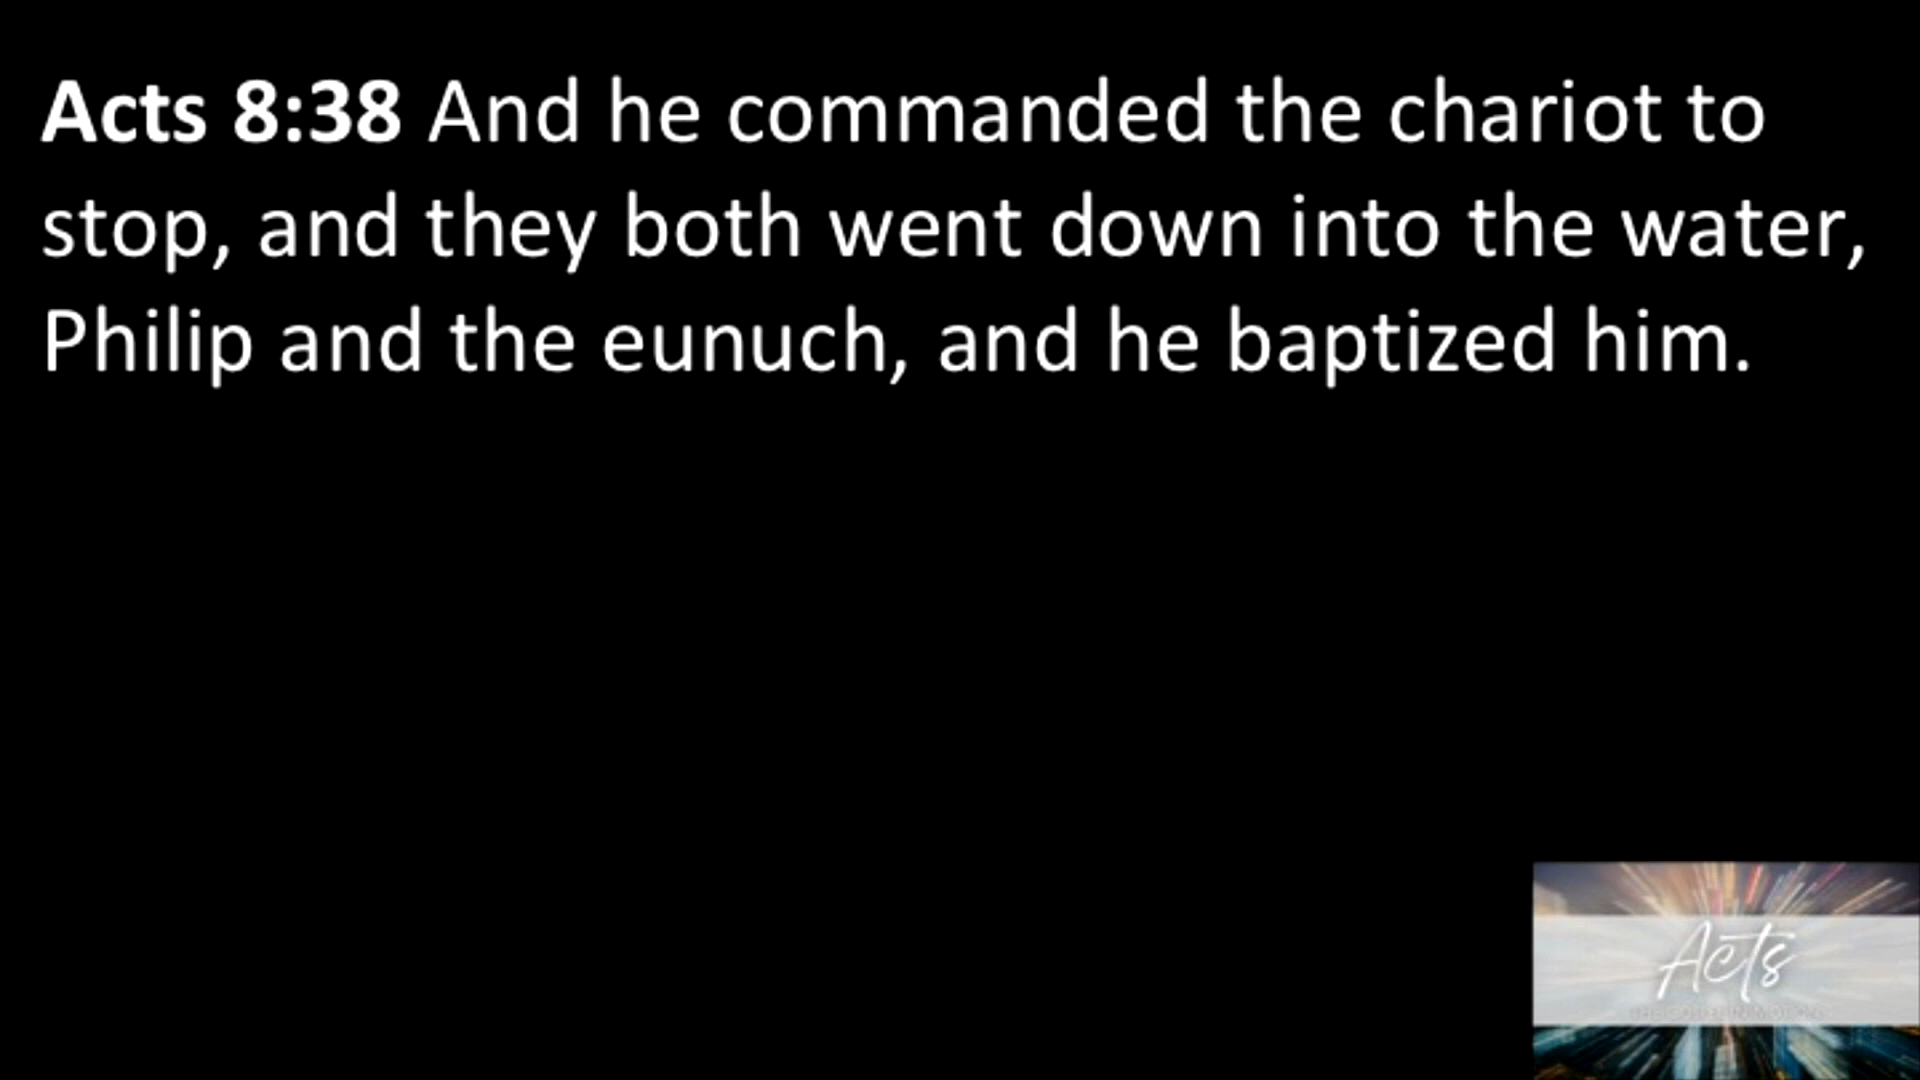 Acts 8:38 And he commanded the chariot to
stop, and they both went down into the water,
Philip and the eunuch, and he baptized him.
Acts